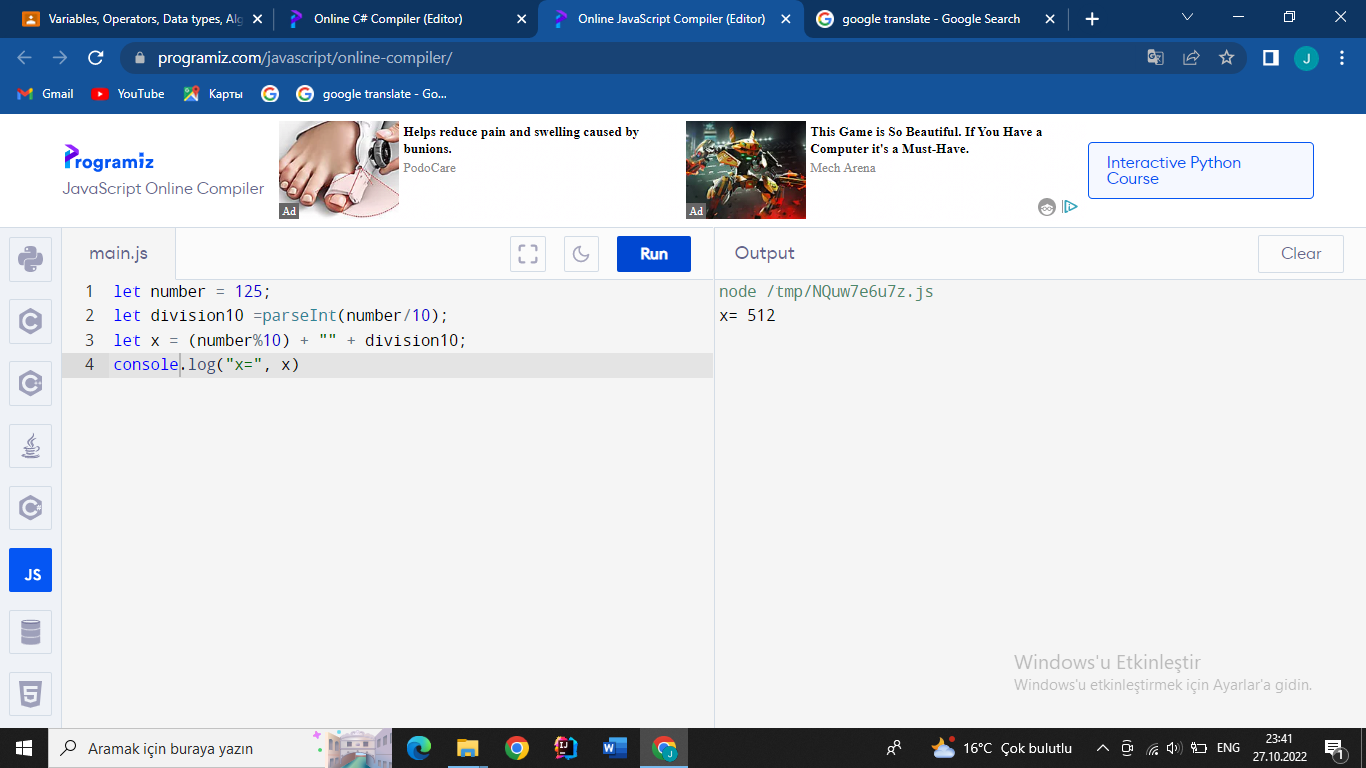 Variables, Operators, Data types, Alg
Online C# Compiler (Editor)
Online JavaScript Compiler (Editor)
google translate - Google Search
programiz.com/javascript/online-compiler/
J
Gmail
YouTube
Карты
google translate - Go...
Programiz
JavaScript Online Compiler
Ad
Helps reduce pain and swelling caused by
bunions.
PodoCare
Ad
This Game is So Beautiful. If You Have a
Computer it's a Must-Have.
Mech Arena
Interactive Python
Course
main.js
Run
Output
Clear
1 let number = 125;
2 let division10 =parseInt(number/10);
3 let x = (number%10) + "" + division10;
4 console.log("x=", x)
node /tmp/NQuw7e6u7z.js
x= 512
JS
Windows'u Etkinleştir
Windows'u etkinleştirmek için Ayarlar'a gidin.
Aramak için buraya yazın
16°C Çok bulutlu
ENG
23:41
27.10.2022
1